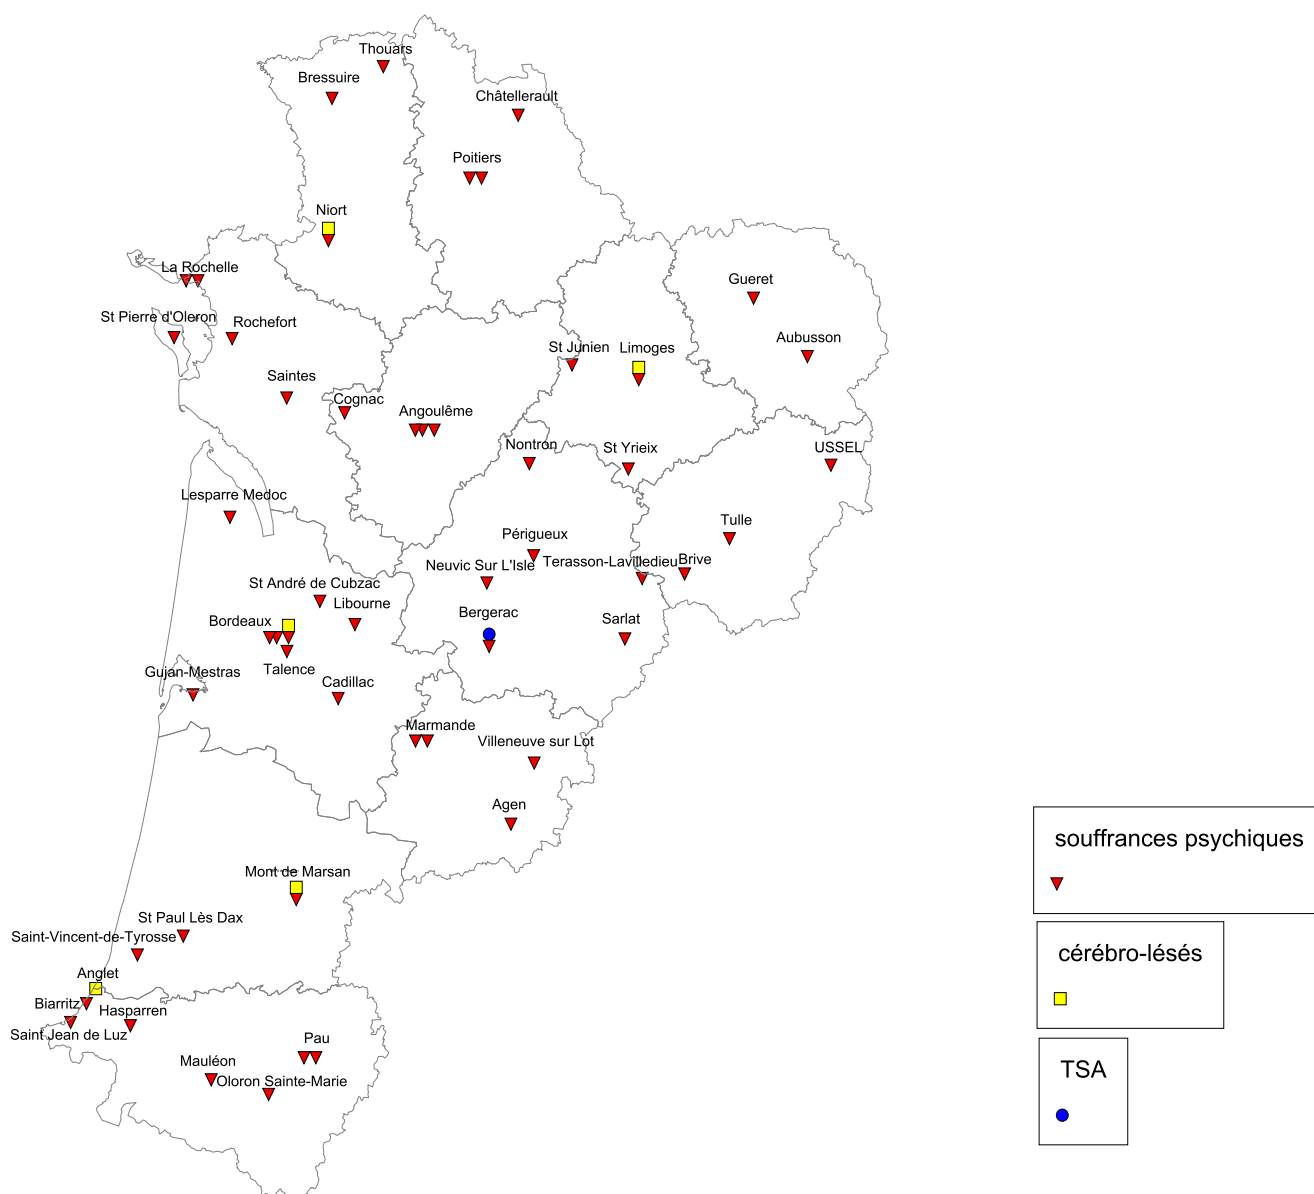 Thouars
Bressuire
Châtellerault
Poitiers
Niort
La Rochelle
Gueret
St Pierre d'Oleron
Rochefort
Aubusson
St Junien
Limoges
Saintes
Cognac
Angoulême
Nontron
St Yrieix
USSEL
Lesparre Medoc
Tulle
Périgueux
Neuvic Sur L'Isle
Terasson-Lavilledieu
Brive
St André de Cubzac
Libourne
Bordeaux
Bergerac
Sarlat
Talence
Gujan-Mestras
Cadillac
Marmande
Villeneuve sur Lot
Agen
Mont de Marsan
St Paul Lès Dax
Saint-Vincent-de-Tyrosse
Anglet
Biarritz
Hasparren
Saint Jean de Luz
Pau
Mauléon
Oloron Sainte-Marie
souffrances psychiques
cérébro-lésés
TSA